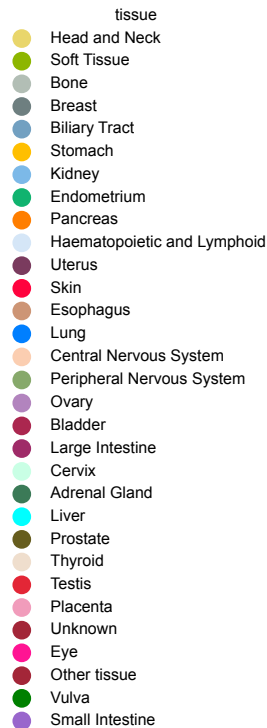 tissue
Head and Neck
Soft Tissue
Bone
Breast
Biliary Tract
Stomach
Kidney
Endometrium
Pancreas
Haematopoietic and Lymphoid
Uterus
Skin
Esophagus
Lung
Central Nervous System
Peripheral Nervous System
Ovary
Bladder
Large Intestine
Cervix
Adrenal Gland
Liver
Prostate
Thyroid
Testis
Placenta
Unknown
Eye
Other tissue
Vulva
Small Intestine